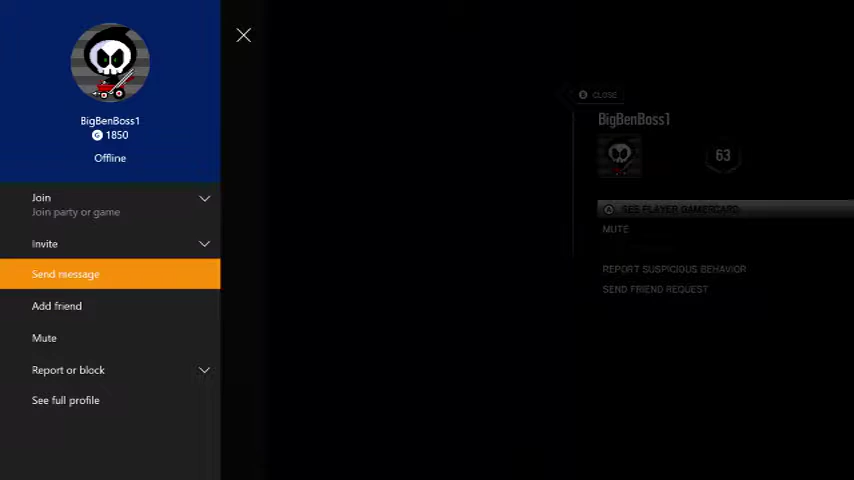 BigBenBoss1
G 1850
Offline
Join
Join party or game
Invite
Send message
Add friend
Mute
Report or block
See full profile
B CLOSE
BigBenBoss1
63
A SEE PLAYER GAMERCARD
MUTE
REPORT SUSPICIOUS BEHAVIOR
SEND FRIEND REQUEST